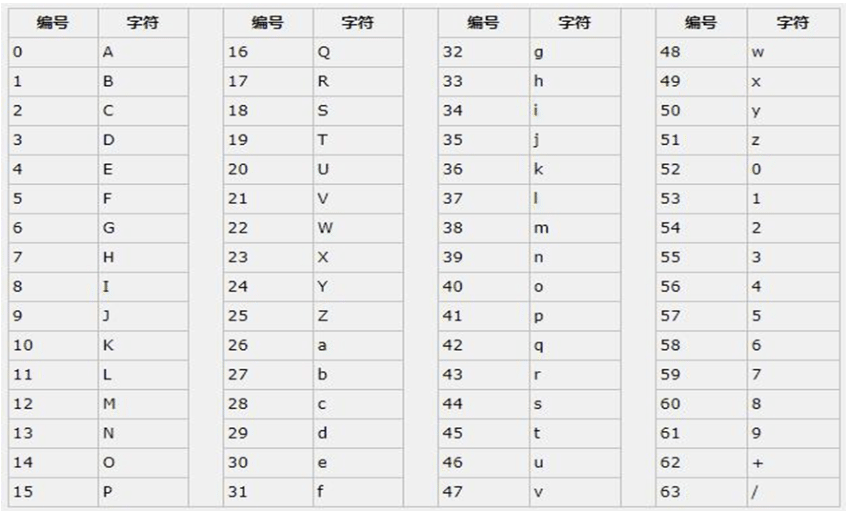 编号 字符 编号 字符 编号 字符 编号 字符
0 A 16 Q 32 g 48 w
1 B 17 R 33 h 49 x
2 C 18 S 34 i 50 y
3 D 19 T 35 j 51 z
4 E 20 U 36 k 52 0
5 F 21 V 37 l 53 1
6 G 22 W 38 m 54 2
7 H 23 X 39 n 55 3
8 I 24 Y 40 o 56 4
9 J 25 Z 41 p 57 5
10 K 26 a 42 q 58 6
11 L 27 b 43 r 59 7
12 M 28 c 44 s 60 8
13 N 29 d 45 t 61 9
14 O 30 e 46 u 62 +
15 P 31 f 47 v 63 /